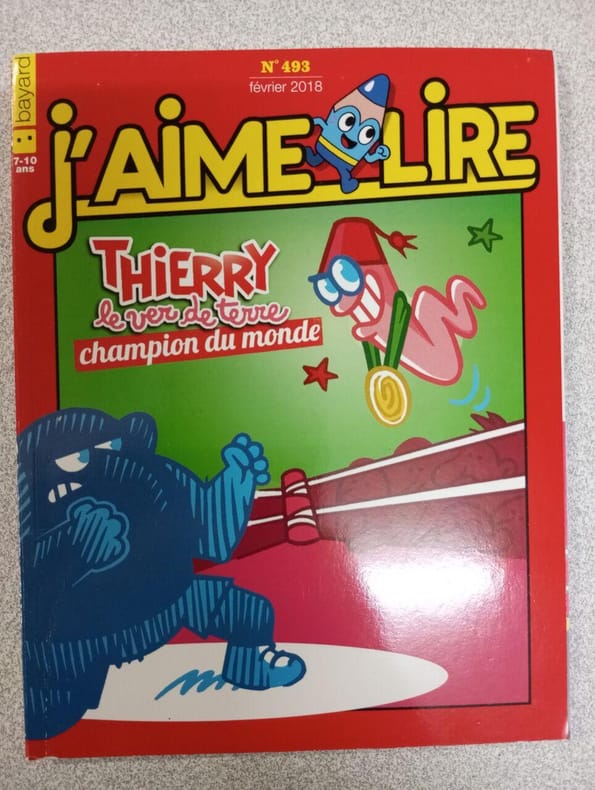 bayard
N°493
février 2018
7-10
ans
J'AIME LIRE
THiERRY
le ver de terre
champion du monde